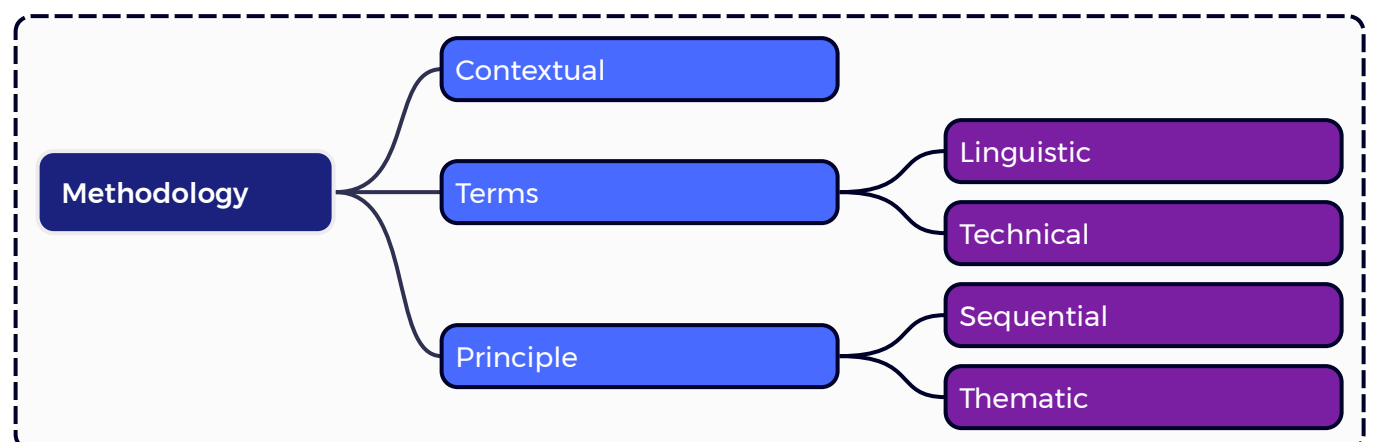 Methodology
Contextual
Terms
Linguistic
Technical
Principle
Sequential
Thematic